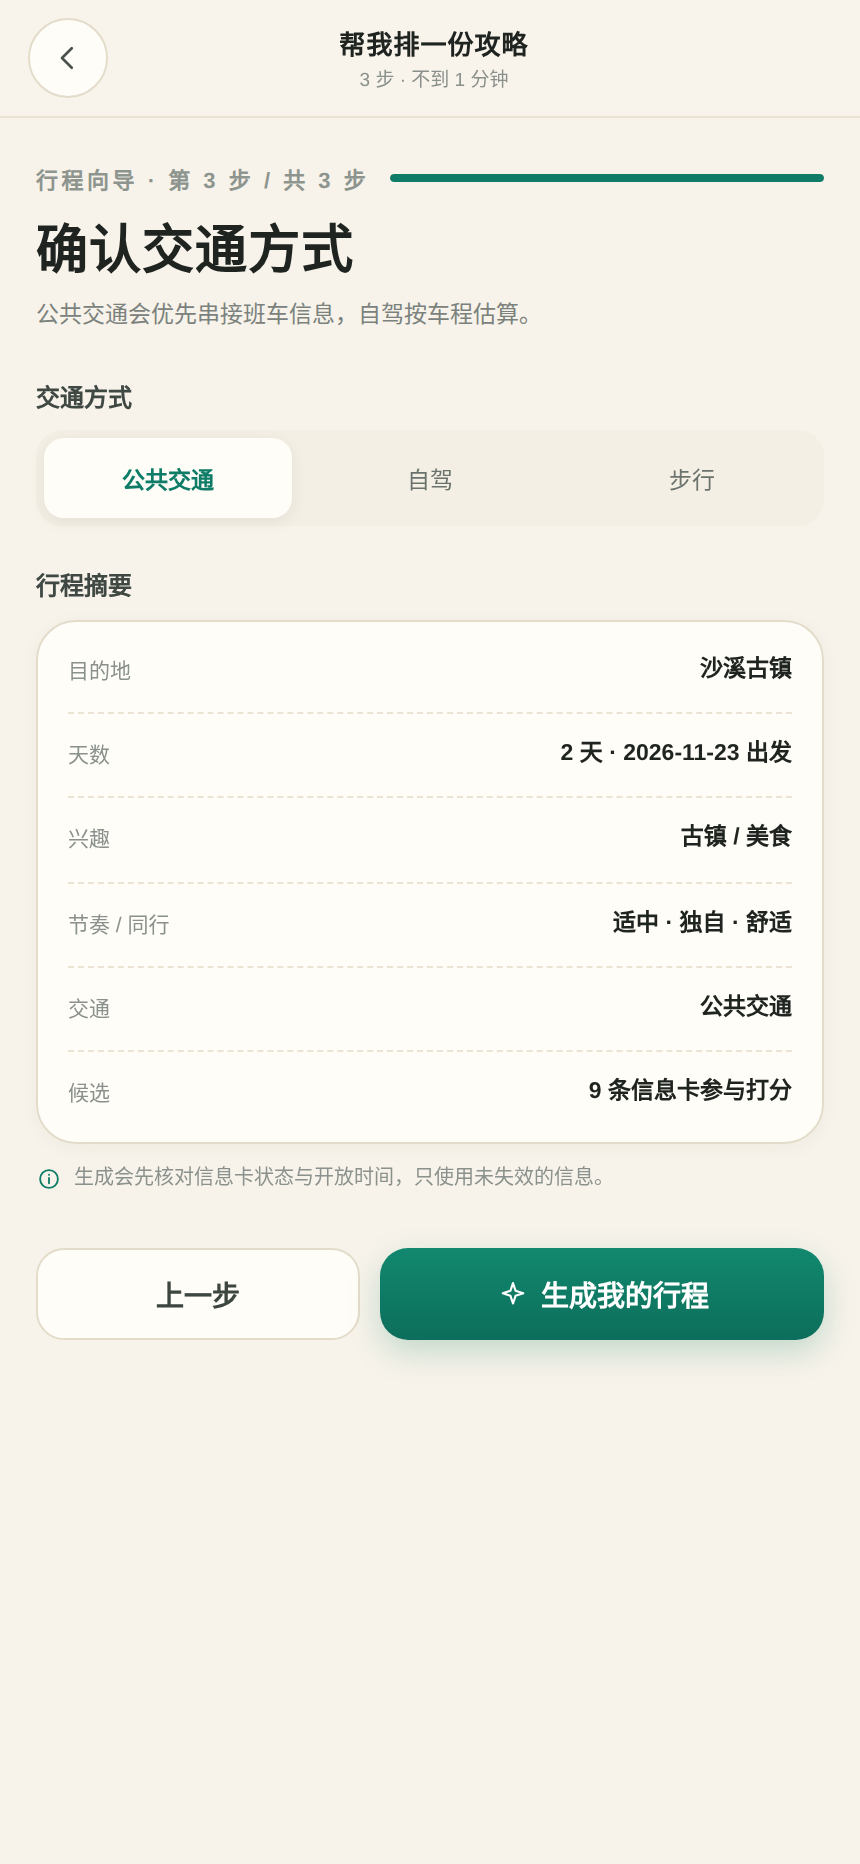 帮我排一份攻略
3 步 · 不到 1 分钟
行程向导 · 第 3 步 / 共 3 步
确认交通方式
公共交通会优先串接班车信息，自驾按车程估算。
交通方式
公共交通
自驾
步行
行程摘要
目的地
沙溪古镇
天数
2 天 · 2026-11-23 出发
兴趣
古镇 / 美食
节奏 / 同行
适中 · 独自 · 舒适
交通
公共交通
候选
9 条信息卡参与打分
生成会先核对信息卡状态与开放时间，只使用未失效的信息。
上一步
生成我的行程